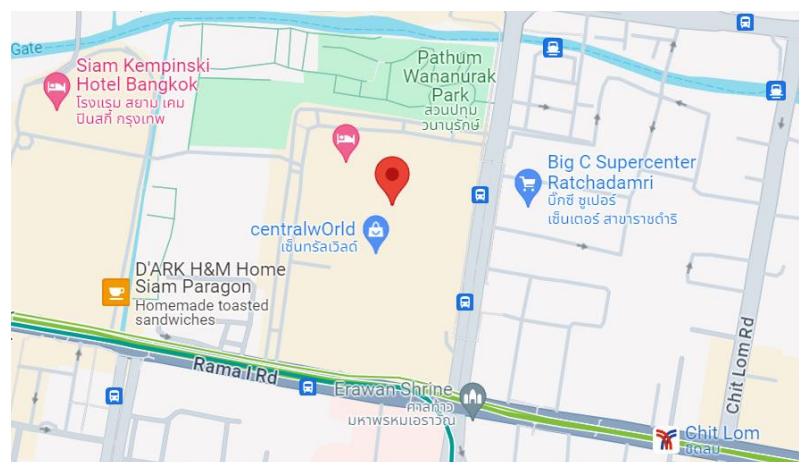 Gate
Siam Kempinski
Hotel Bangkok
โรงแรม สยาม เคม
ปินสกี้ กรุงเทพ
Pathum
Wananurak
Park
สวนปทุม
วนานุรักษ์
Big C Supercenter
Ratchadamri
บิ๊กซี ซูเปอร์
เซ็นเตอร์ สาขาราชดำริ
centralwOrld
เซ็นทรัลเวิลด์
D'ARK H&M Home
Siam Paragon
Homemade toasted
sandwiches
Rama I Rd
Erawan Shrine
ศาลท้าว
มหาพรหมเอราวัณ
Chit Lom Rd
Chit Lom
ชิดลม